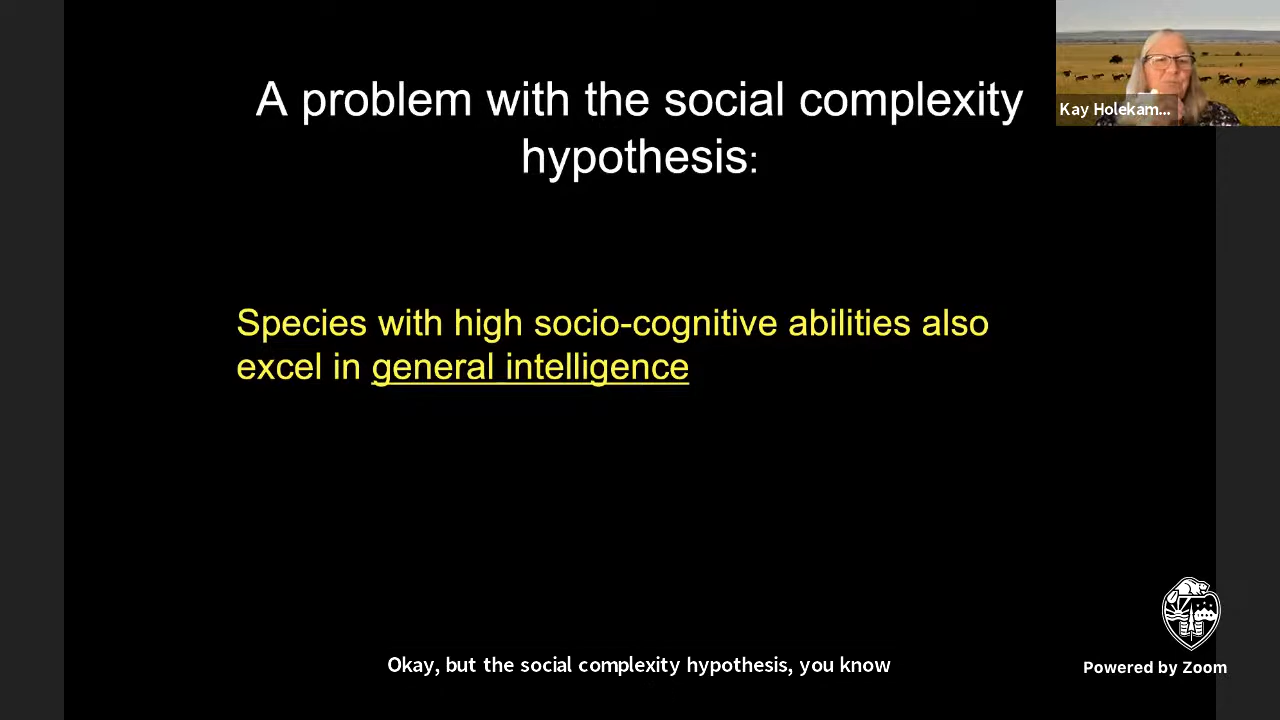 A problem with the social complexity
hypothesis:
Kay Holekam...
Species with high socio-cognitive abilities also
excel in general intelligence
Okay, but the social complexity hypothesis, you know
Powered by Zoom